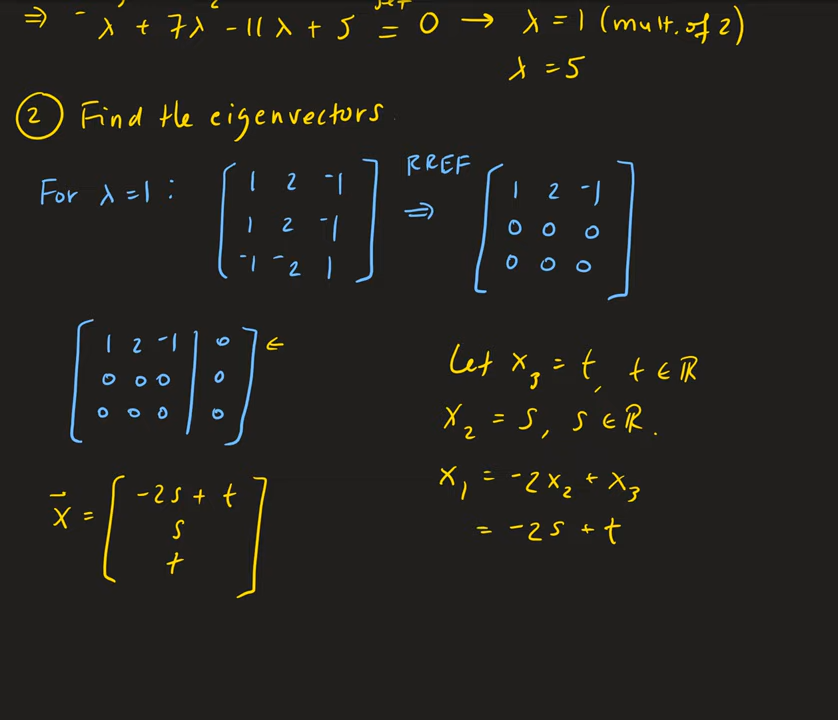 ⇒ -λ³ + 7λ² - 11λ + 5 set = 0 → λ = 1 (mult. of 2)
λ = 5
② Find the eigenvectors.
For λ = 1 : [ 1 2 -1 ] RREF ⇒ [ 1 2 -1 ]
[ 1 2 -1 ] [ 0 0 0 ]
[ -1 -2 1 ] [ 0 0 0 ]
[ 1 2 -1 | 0 ] ←
[ 0 0 0 | 0 ]
[ 0 0 0 | 0 ]
Let x₃ = t, t ∈ ℝ
x₂ = s, s ∈ ℝ.
x₁ = -2x₂ + x₃
= -2s + t
x⃗ = [ -2s + t ]
[ s ]
[ t ]